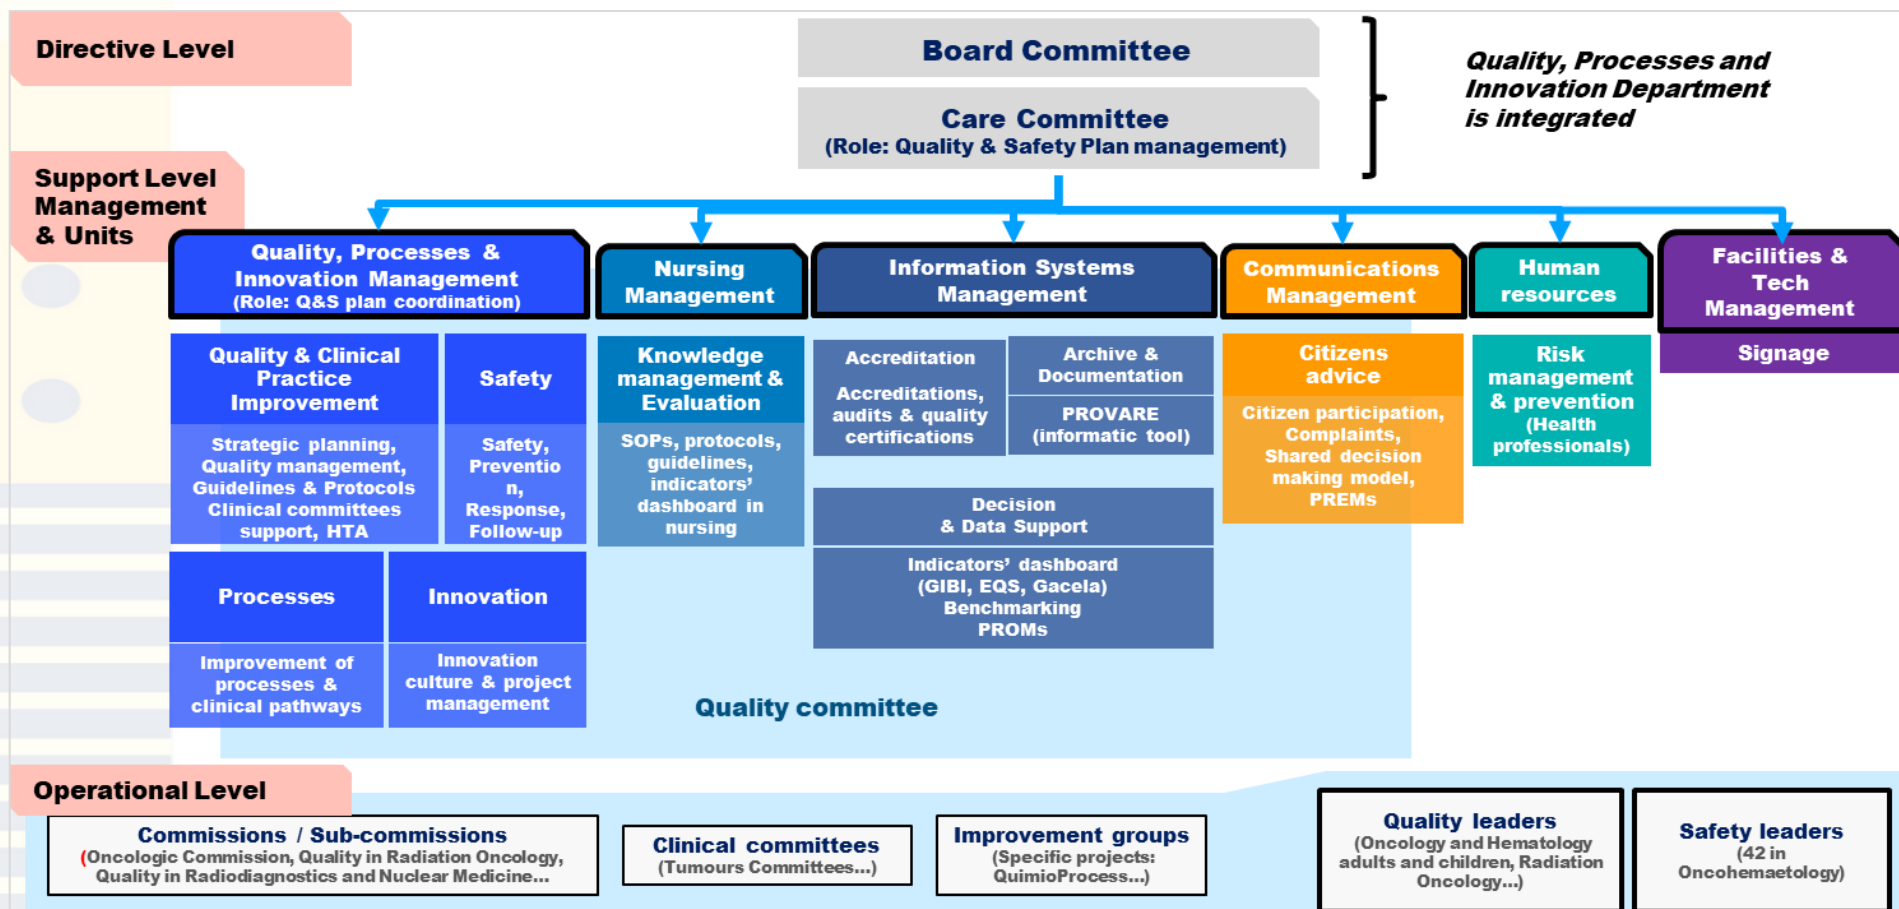 Directive Level
Board Committee
Care Committee
(Role: Quality & Safety Plan management)
Quality, Processes and
Innovation Department
is integrated
Support Level
Management
& Units
Quality, Processes &
Innovation Management
(Role: Q&S plan coordination)
Nursing
Management
Information Systems
Management
Communications
Management
Human
resources
Facilities &
Tech
Management
Quality & Clinical
Practice
Improvement
Strategic planning,
Quality management,
Guidelines & Protocols
Clinical committees
support, HTA
Safety
Safety,
Preventio
n,
Response,
Follow-up
Processes
Improvement of
processes &
clinical pathways
Innovation
Innovation
culture & project
management
Knowledge
management &
Evaluation
SOPs, protocols,
guidelines,
indicators’
dashboard in
nursing
Accreditation
Accreditations,
audits & quality
certifications
Archive &
Documentation
PROVARE
(informatic tool)
Decision
& Data Support
Indicators’ dashboard
(GIBI, EQS, Gacela)
Benchmarking
PROMs
Citizens
advice
Citizen participation,
Complaints,
Shared decision
making model,
PREMs
Risk
management
& prevention
(Health
professionals)
Signage
Quality committee
Operational Level
Commissions / Sub-commissions
(Oncologic Commission, Quality in Radiation Oncology,
Quality in Radiodiagnostics and Nuclear Medicine...
Clinical committees
(Tumours Committees...)
Improvement groups
(Specific projects:
QuimioProcess...)
Quality leaders
(Oncology and Hematology
adults and children, Radiation
Oncology...)
Safety leaders
(42 in
Oncohemaetology)